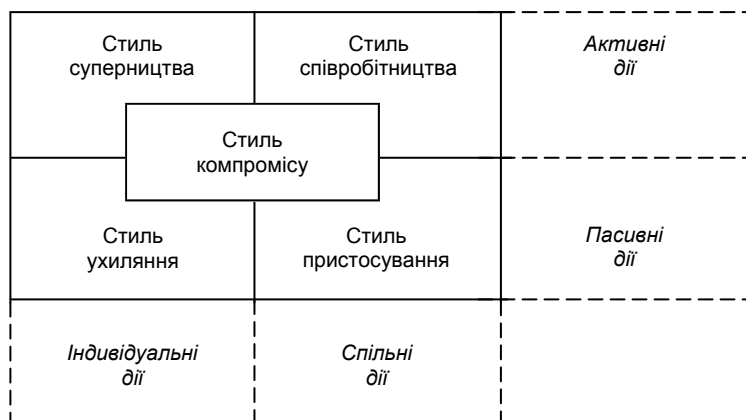 Стиль
суперництва
Стиль
співробітництва
Активні
дії
Стиль
компромісу
Стиль
ухиляння
Стиль
пристосування
Пасивні
дії
Індивідуальні
дії
Спільні
дії